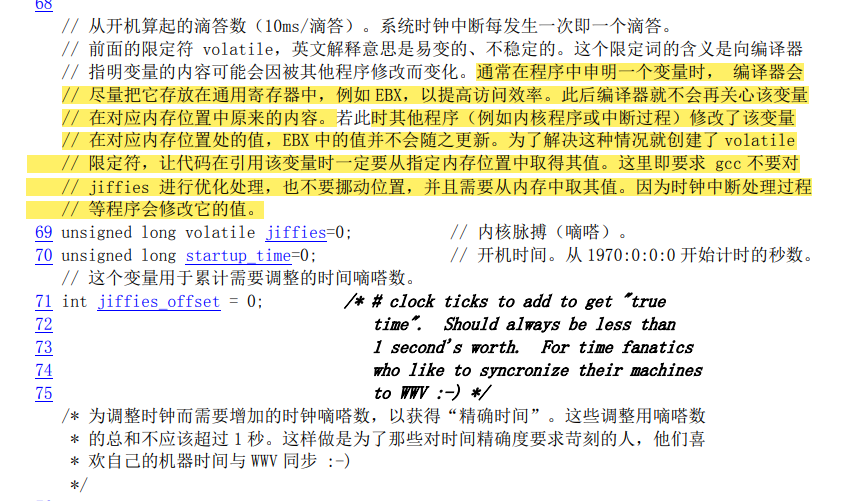 68
// 从开机算起的滴答数（10ms/滴答）。系统时钟中断每发生一次即一个滴答。
// 前面的限定符 volatile，英文解释意思是易变的、不稳定的。这个限定词的含义是向编译器
// 指明变量的内容可能会因被其他程序修改而变化。通常在程序中申明一个变量时， 编译器会
// 尽量把它存放在通用寄存器中，例如 EBX，以提高访问效率。此后编译器就不会再关心该变量
// 在对应内存位置中原来的内容。若此时其他程序（例如内核程序或中断过程）修改了该变量
// 在对应内存位置处的值，EBX 中的值并不会随之更新。为了解决这种情况就创建了 volatile
// 限定符，让代码在引用该变量时一定要从指定内存位置中取得其值。这里即要求 gcc 不要对
// jiffies 进行优化处理，也不要挪动位置，并且需要从内存中取其值。因为时钟中断处理过程
// 等程序会修改它的值。
69 unsigned long volatile jiffies=0; // 内核脉搏（嘀嗒）。
70 unsigned long startup_time=0; // 开机时间。从 1970:0:0:0 开始计时的秒数。
// 这个变量用于累计需要调整的时间嘀嗒数。
71 int jiffies_offset = 0; /* # clock ticks to add to get "true
72 time". Should always be less than
73 1 second's worth. For time fanatics
74 who like to syncronize their machines
75 to WWV :-) */
/* 为调整时钟而需要增加的时钟嘀嗒数，以获得“精确时间”。这些调整用嘀嗒数
* 的总和不应该超过 1 秒。这样做是为了那些对时间精确度要求苛刻的人，他们喜
* 欢自己的机器时间与 WWV 同步 :-)
*/